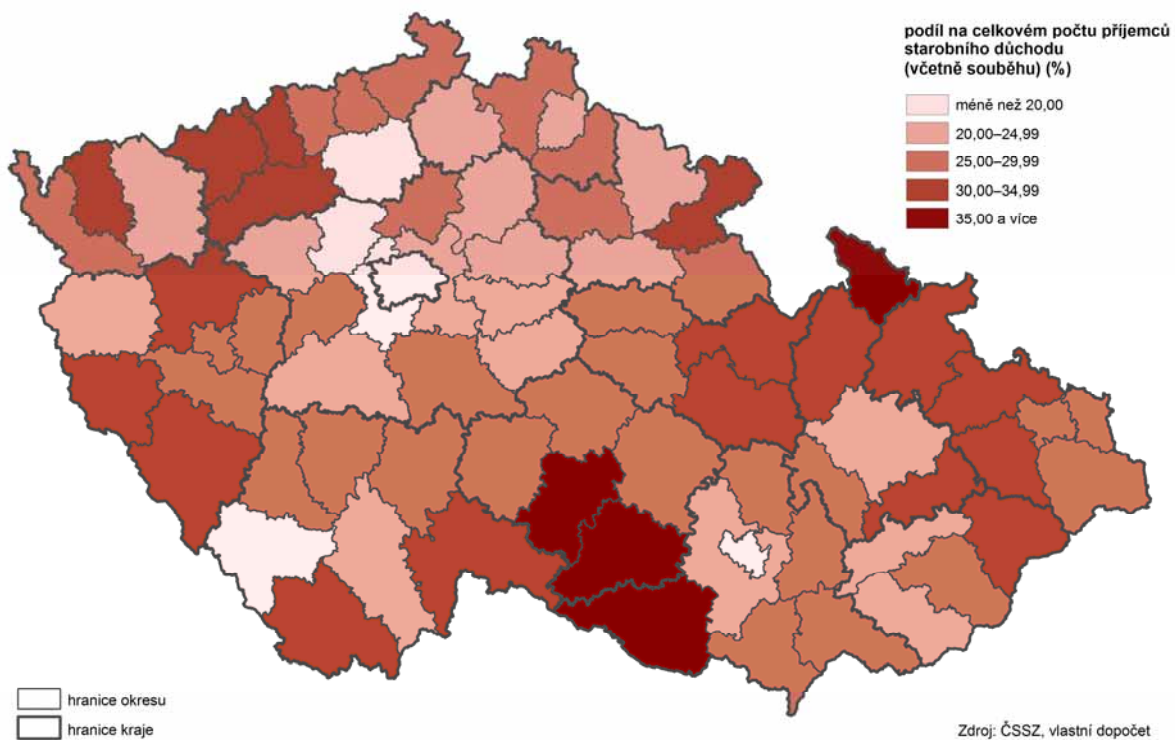 podíl na celkovém počtu příjemců
starobního důchodu
(včetně souběhu) (%)
méně než 20,00
20,00–24,99
25,00–29,99
30,00–34,99
35,00 a více
hranice okresu
hranice kraje
Zdroj: ČSSZ, vlastní dopočet